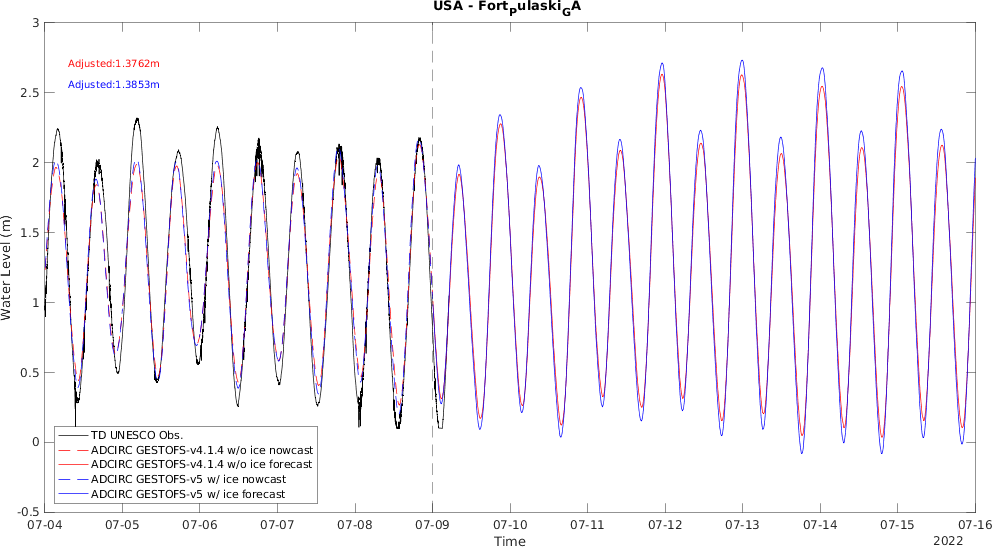 USA - FortPulaskiGA
Adjusted:1.3762m
Adjusted:1.3853m
Water Level (m)
3
2.5
2
1.5
1
0.5
0
-0.5
TD UNESCO Obs.
ADCIRC GESTOFS-v4.1.4 w/o ice nowcast
ADCIRC GESTOFS-v4.1.4 w/o ice forecast
ADCIRC GESTOFS-v5 w/ ice nowcast
ADCIRC GESTOFS-v5 w/ ice forecast
07-04 07-05 07-06 07-07 07-08 07-09 07-10 07-11 07-12 07-13 07-14 07-15 07-16
Time
2022